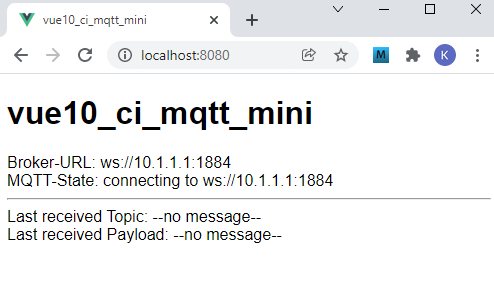 vue10_ci_mqtt_mini
localhost:8080
M
K
vue10_ci_mqtt_mini
Broker-URL: ws://10.1.1.1:1884
MQTT-State: connecting to ws://10.1.1.1:1884
Last received Topic: --no message--
Last received Payload: --no message--